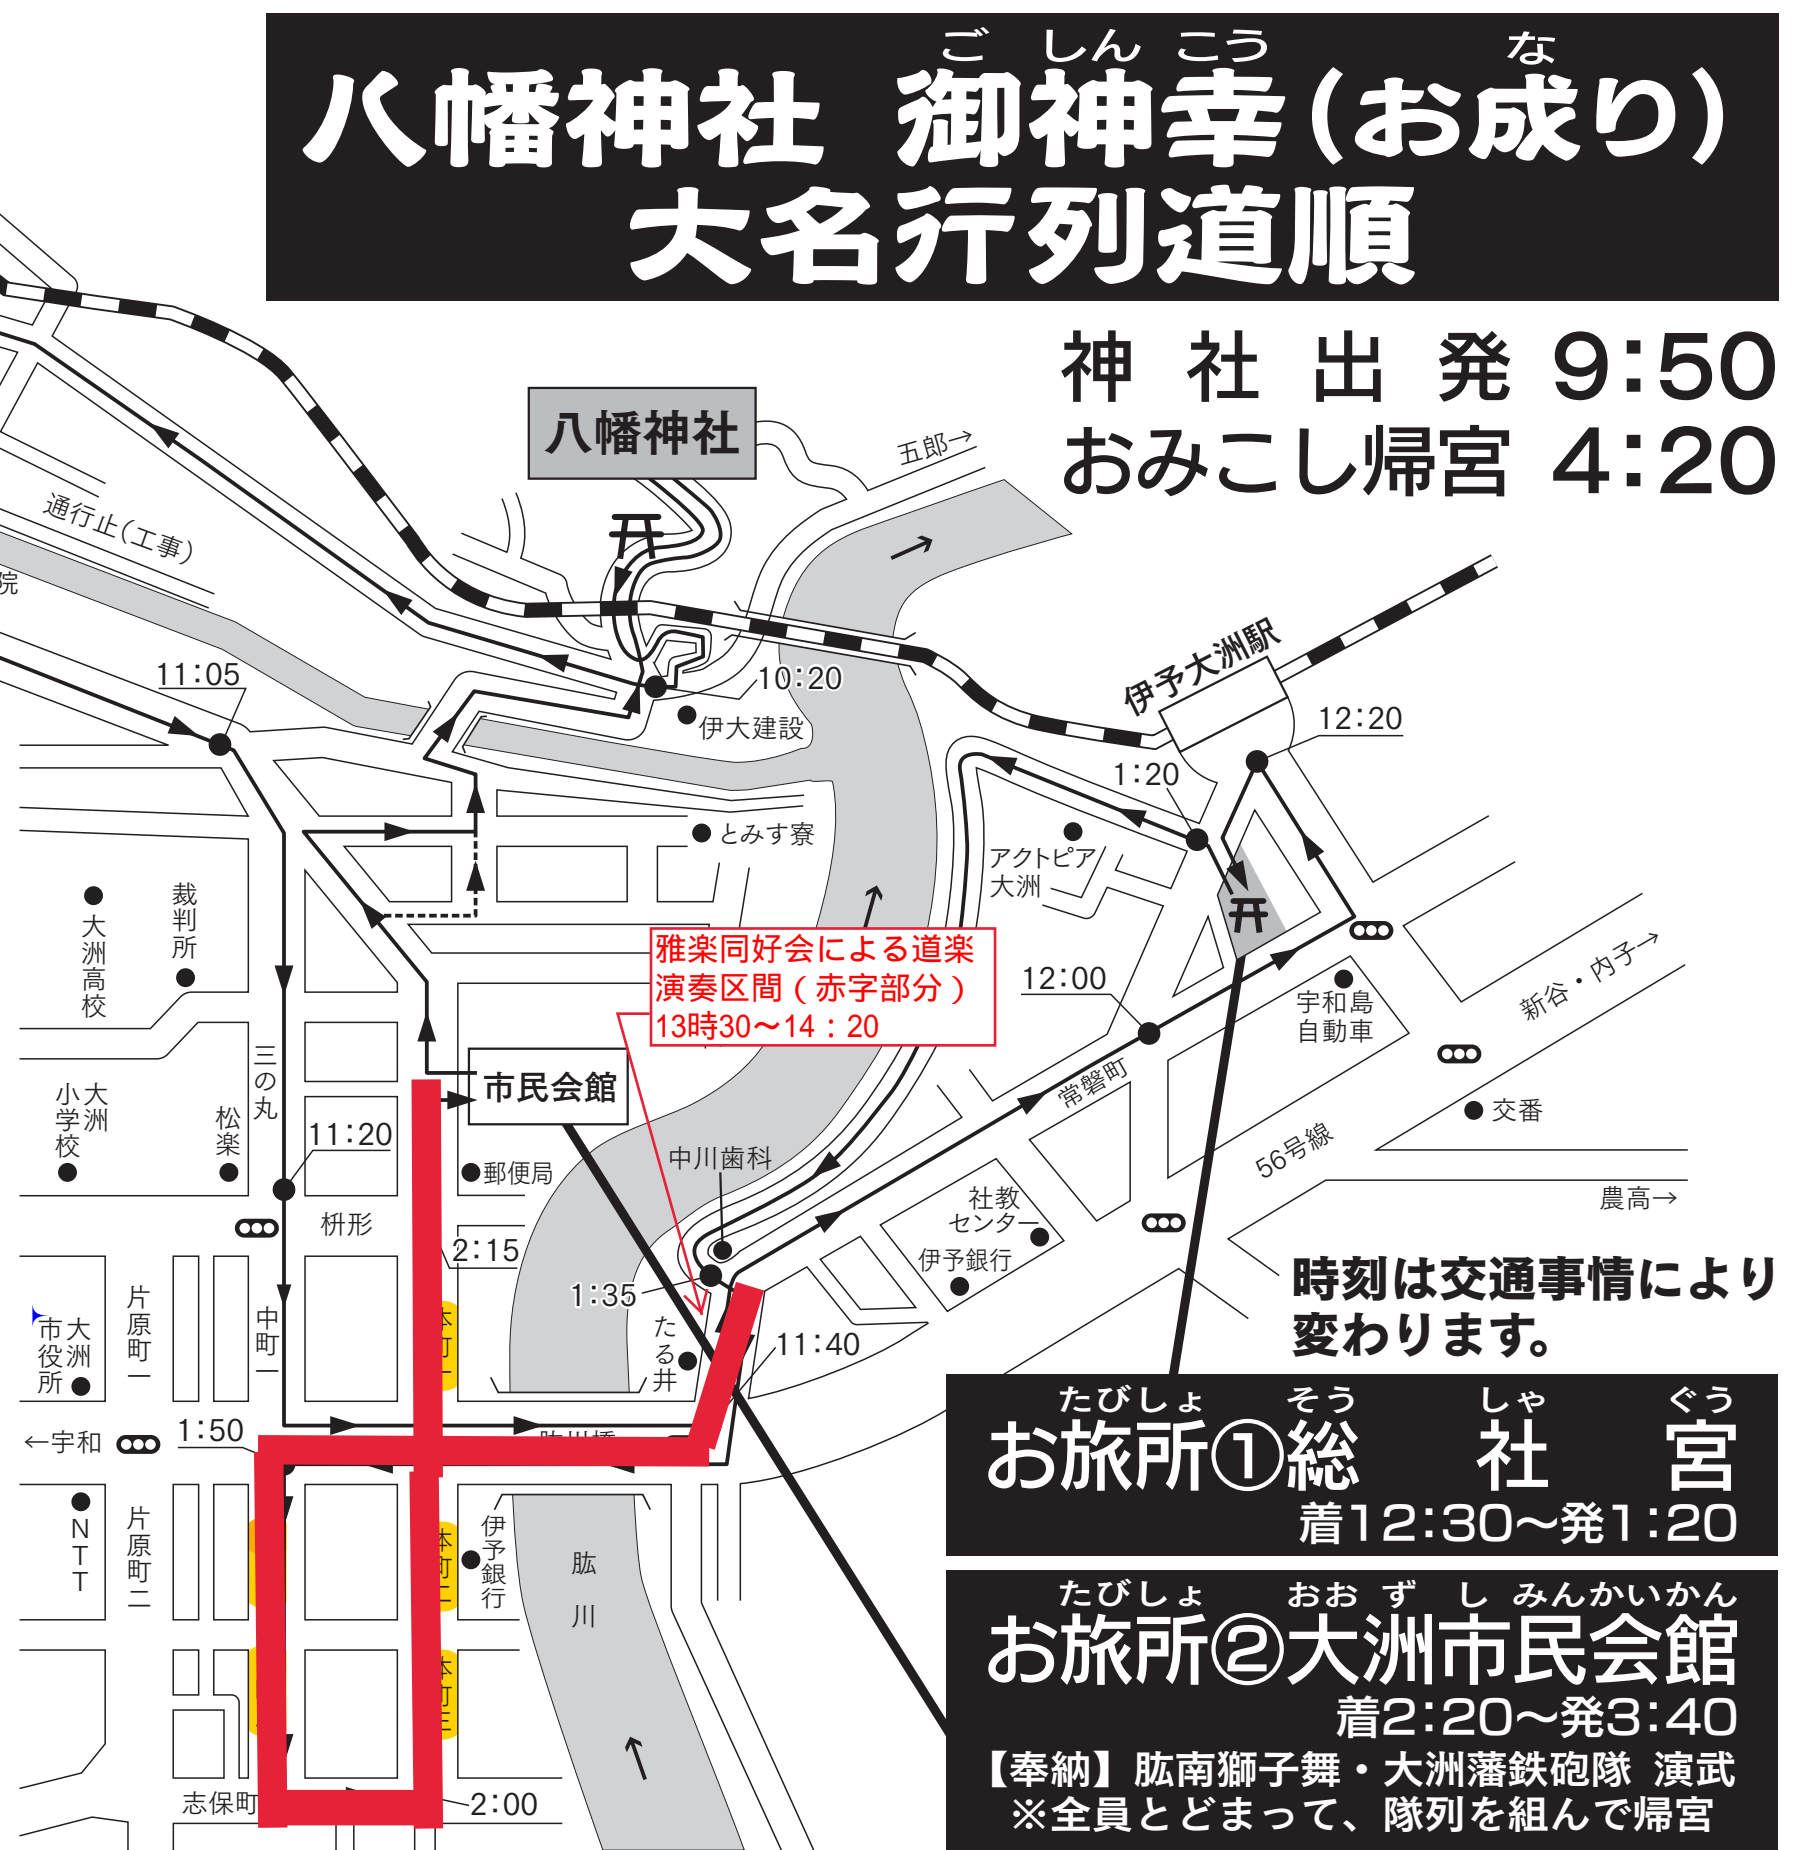 ご しん こう な
八幡神社 御神幸(お成り)
大名行列道順
神社出発 9:50
おみこし帰宮 4:20
八幡神社
五郎→
通行止(工事)
院
伊予大洲駅
11:05
10:20
伊大建設
12:20
1:20
とみす寮
アクトピア
大洲
裁判所
大洲高校
雅楽同好会による道楽
演奏区間(赤字部分)
13時30〜14:20
12:00
宇和島
自動車
新谷・内子→
三の丸
市民会館
常磐町
大洲
小学校
松楽
11:20
交番
56号線
郵便局
中川歯科
枡形
社教
センター
農高→
2:15
伊予銀行
1:35
時刻は交通事情により
変わります。
片原町一
大洲
市役所
中町一
たる井
11:40
←宇和
1:50
たびしょ そう しゃ ぐう
お旅所①総社宮
着12:30〜発1:20
NTT
片原町二
伊予銀行
肱川
たびしょ おお ず し みんかいかん
お旅所②大洲市民会館
着2:20〜発3:40
【奉納】肱南獅子舞・大洲藩鉄砲隊 演武
※全員とどまって、隊列を組んで帰宮
志保町
2:00